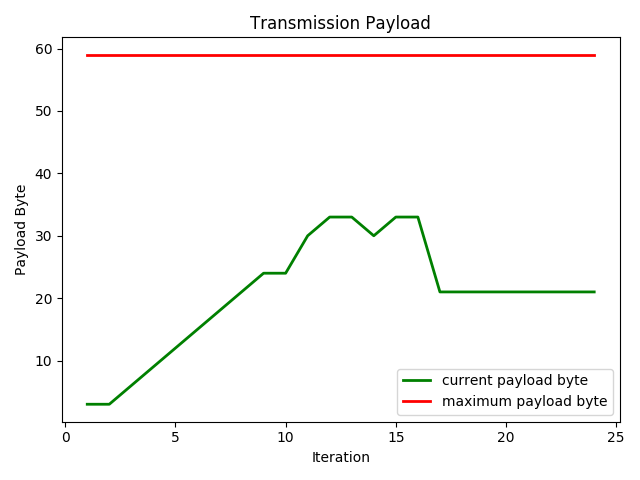 Transmission Payload
60
50
40
30
20
10
Payload Byte
current payload byte
maximum payload byte
0
5
10
15
20
25
Iteration